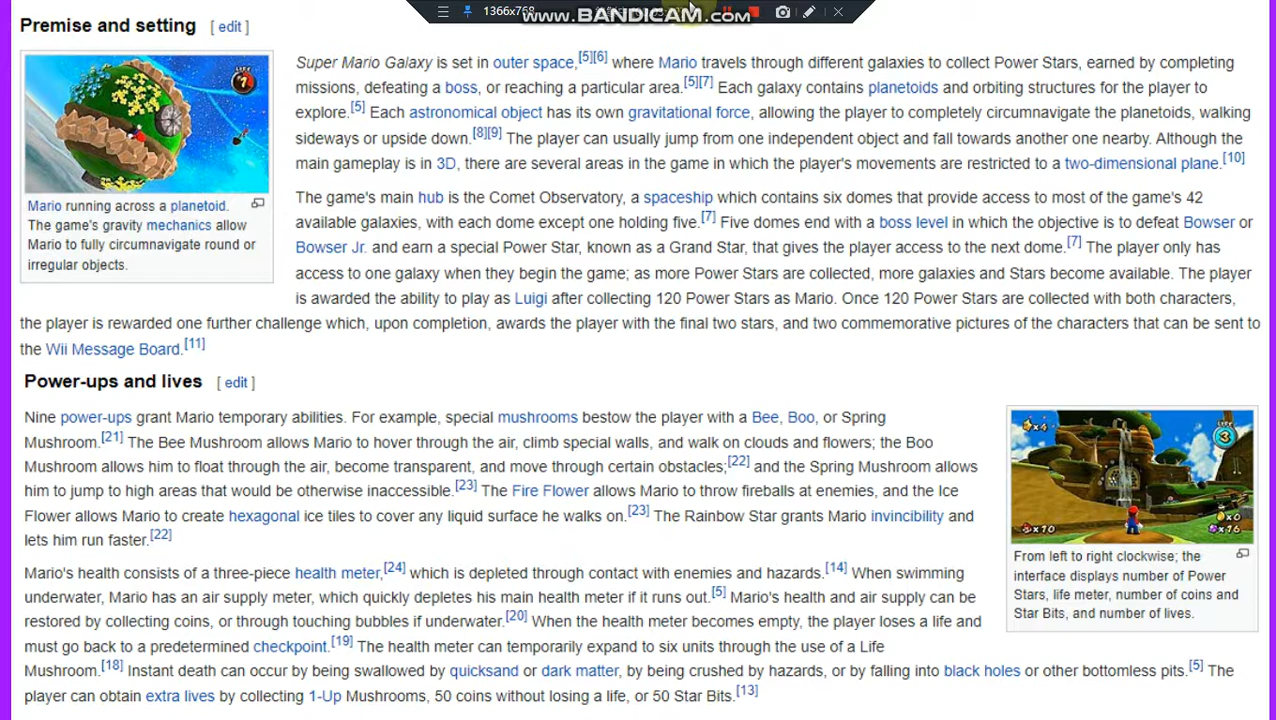 1366x768
www.BANDICAM.com
Premise and setting [ edit ]
Super Mario Galaxy is set in outer space,[5][6] where Mario travels through different galaxies to collect Power Stars, earned by completing
missions, defeating a boss, or reaching a particular area.[5][7] Each galaxy contains planetoids and orbiting structures for the player to
explore.[5] Each astronomical object has its own gravitational force, allowing the player to completely circumnavigate the planetoids, walking
sideways or upside down.[8][9] The player can usually jump from one independent object and fall towards another one nearby. Although the
main gameplay is in 3D, there are several areas in the game in which the player's movements are restricted to a two-dimensional plane.[10]
Mario running across a planetoid.
The game's gravity mechanics allow
Mario to fully circumnavigate round or
irregular objects.
The game's main hub is the Comet Observatory, a spaceship which contains six domes that provide access to most of the game's 42
available galaxies, with each dome except one holding five.[7] Five domes end with a boss level in which the objective is to defeat Bowser or
Bowser Jr. and earn a special Power Star, known as a Grand Star, that gives the player access to the next dome.[7] The player only has
access to one galaxy when they begin the game; as more Power Stars are collected, more galaxies and Stars become available. The player
is awarded the ability to play as Luigi after collecting 120 Power Stars as Mario. Once 120 Power Stars are collected with both characters,
the player is rewarded one further challenge which, upon completion, awards the player with the final two stars, and two commemorative pictures of the characters that can be sent to
the Wii Message Board.[11]
Power-ups and lives [ edit ]
Nine power-ups grant Mario temporary abilities. For example, special mushrooms bestow the player with a Bee, Boo, or Spring
Mushroom.[21] The Bee Mushroom allows Mario to hover through the air, climb special walls, and walk on clouds and flowers; the Boo
Mushroom allows him to float through the air, become transparent, and move through certain obstacles;[22] and the Spring Mushroom allows
him to jump to high areas that would be otherwise inaccessible.[23] The Fire Flower allows Mario to throw fireballs at enemies, and the Ice
Flower allows Mario to create hexagonal ice tiles to cover any liquid surface he walks on.[23] The Rainbow Star grants Mario invincibility and
lets him run faster.[22]
LIFE
3
x4
x10
x0
x16
From left to right clockwise; the
interface displays number of Power
Stars, life meter, number of coins and
Star Bits, and number of lives.
Mario's health consists of a three-piece health meter,[24] which is depleted through contact with enemies and hazards.[14] When swimming
underwater, Mario has an air supply meter, which quickly depletes his main health meter if it runs out.[5] Mario's health and air supply can be
restored by collecting coins, or through touching bubbles if underwater.[20] When the health meter becomes empty, the player loses a life and
must go back to a predetermined checkpoint.[19] The health meter can temporarily expand to six units through the use of a Life
Mushroom.[18] Instant death can occur by being swallowed by quicksand or dark matter, by being crushed by hazards, or by falling into black holes or other bottomless pits.[5] The
player can obtain extra lives by collecting 1-Up Mushrooms, 50 coins without losing a life, or 50 Star Bits.[13]